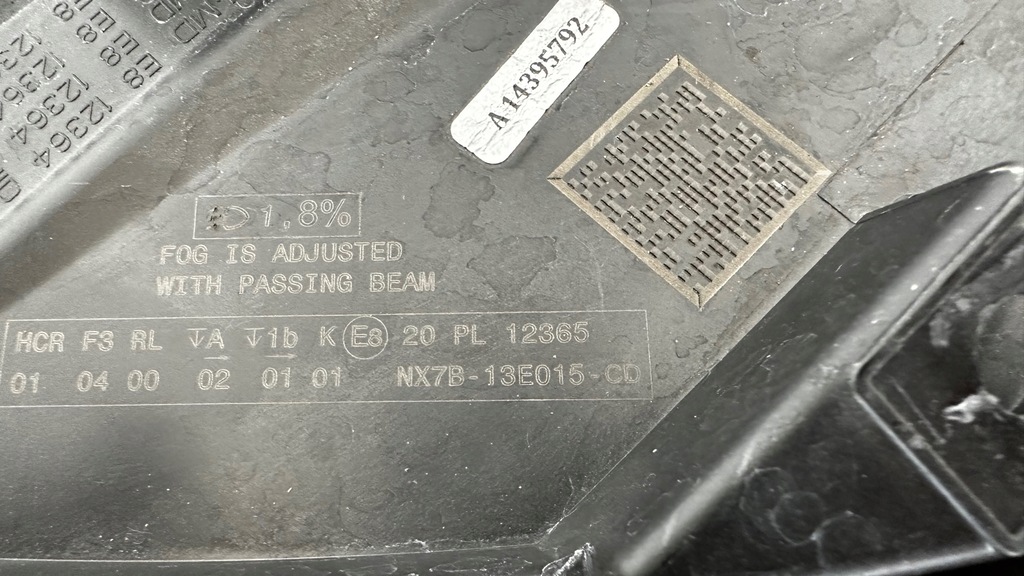 A14395792
1,8%
FOG IS ADJUSTED
WITH PASSING BEAM
HCR F3 RL ↓A ↓1b K E8 20 PL 12365
01 04 00 02 01 01 NX7B-13E015-CD